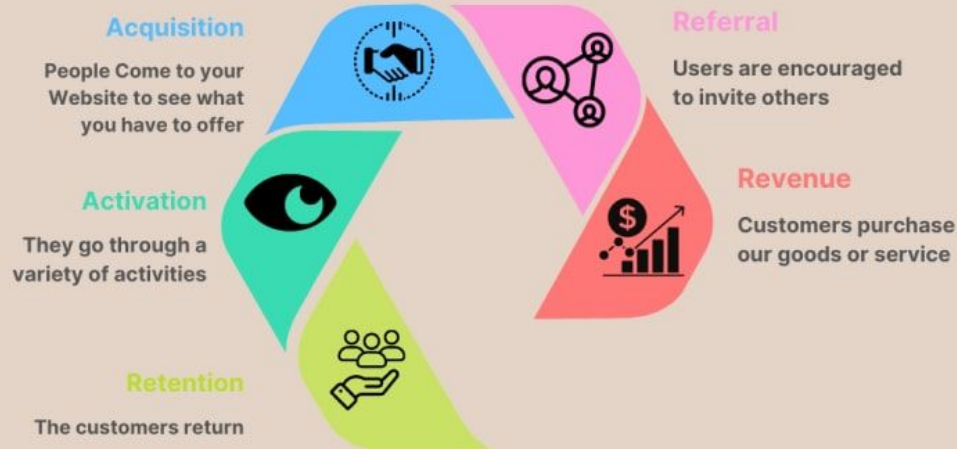 Acquisition
People Come to your
Website to see what
you have to offer
Activation
They go through a
variety of activities
Retention
The customers return
Referral
Users are encouraged
to invite others
Revenue
Customers purchase
our goods or service
$